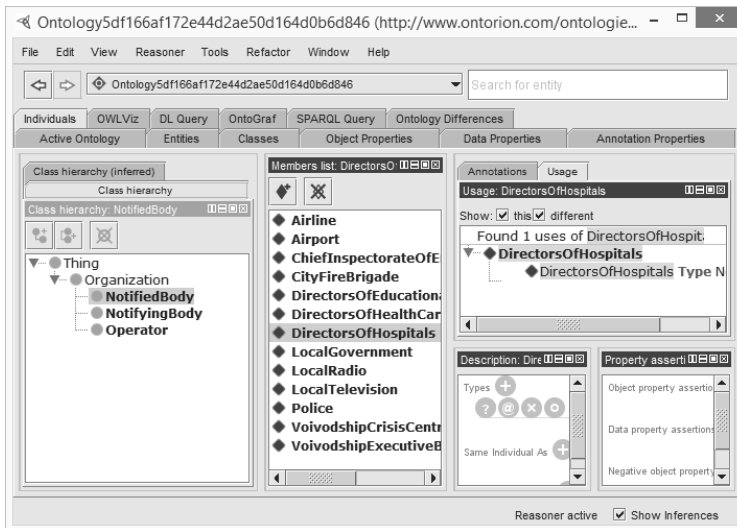 Ontology5df166af172e44d2ae50d164d0b6d846 (http://www.ontorion.com/ontologie...
File Edit View Reasoner Tools Refactor Window Help
Ontology5df166af172e44d2ae50d164d0b6d846 Search for entity
Individuals OWLViz DL Query OntoGraf SPARQL Query Ontology Differences
Active Ontology Entities Classes Object Properties Data Properties Annotation Properties
Class hierarchy (inferred)
Class hierarchy
Class hierarchy: NotifiedBody
Thing
Organization
NotifiedBody
NotifyingBody
Operator
Members list: DirectorsO
Airline
Airport
ChiefInspectorateOfE
CityFireBrigade
DirectorsOfEducationa
DirectorsOfHealthCar
DirectorsOfHospitals
LocalGovernment
LocalRadio
LocalTelevision
Police
VoivodshipCrisisCentr
VoivodshipExecutiveB
Annotations Usage
Usage: DirectorsOfHospitals
Show: this different
Found 1 uses of DirectorsOfHospit
DirectorsOfHospitals
DirectorsOfHospitals Type N
Description: Dire
Types
Same Individual As
Property asserti
Object property assertio
Data property assertions
Negative object property
Reasoner active Show Inferences